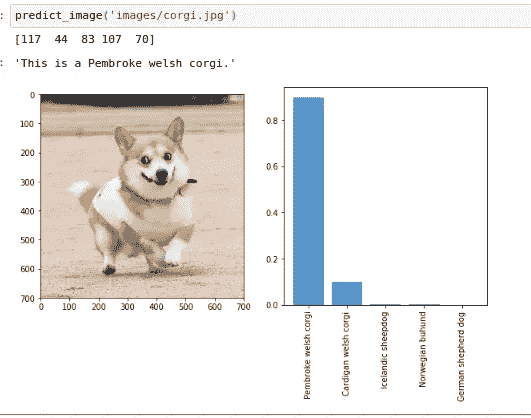 : predict_image('images/corgi.jpg')
[117 44 83 107 70]
: 'This is a Pembroke welsh corgi.'
0
100
200
300
400
500
600
700
0 100 200 300 400 500 600 700
0.8
0.6
0.4
0.2
0.0
Pembroke welsh corgi
Cardigan welsh corgi
Icelandic sheepdog
Norwegian buhund
German shepherd dog